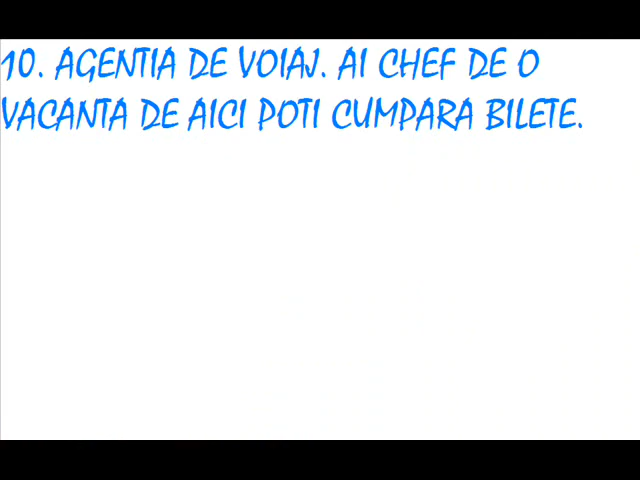 10. AGENTIA DE VOIAJ. AI CHEF DE O
VACANTA DE AICI POTI CUMPARA BILETE.